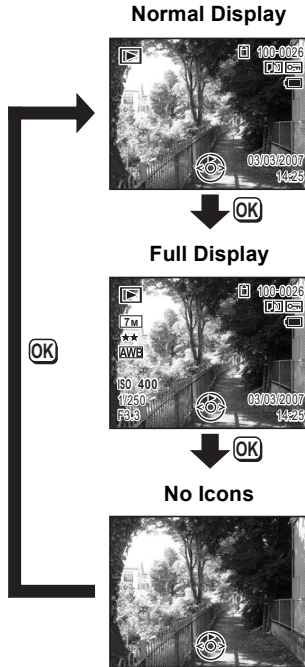 Normal Display
100-0026
03/03/2007
14:25
OK
Full Display
100-0026
7M
★★
AWB
ISO 400
1/250
F3.3
03/03/2007
14:25
OK
OK
No Icons